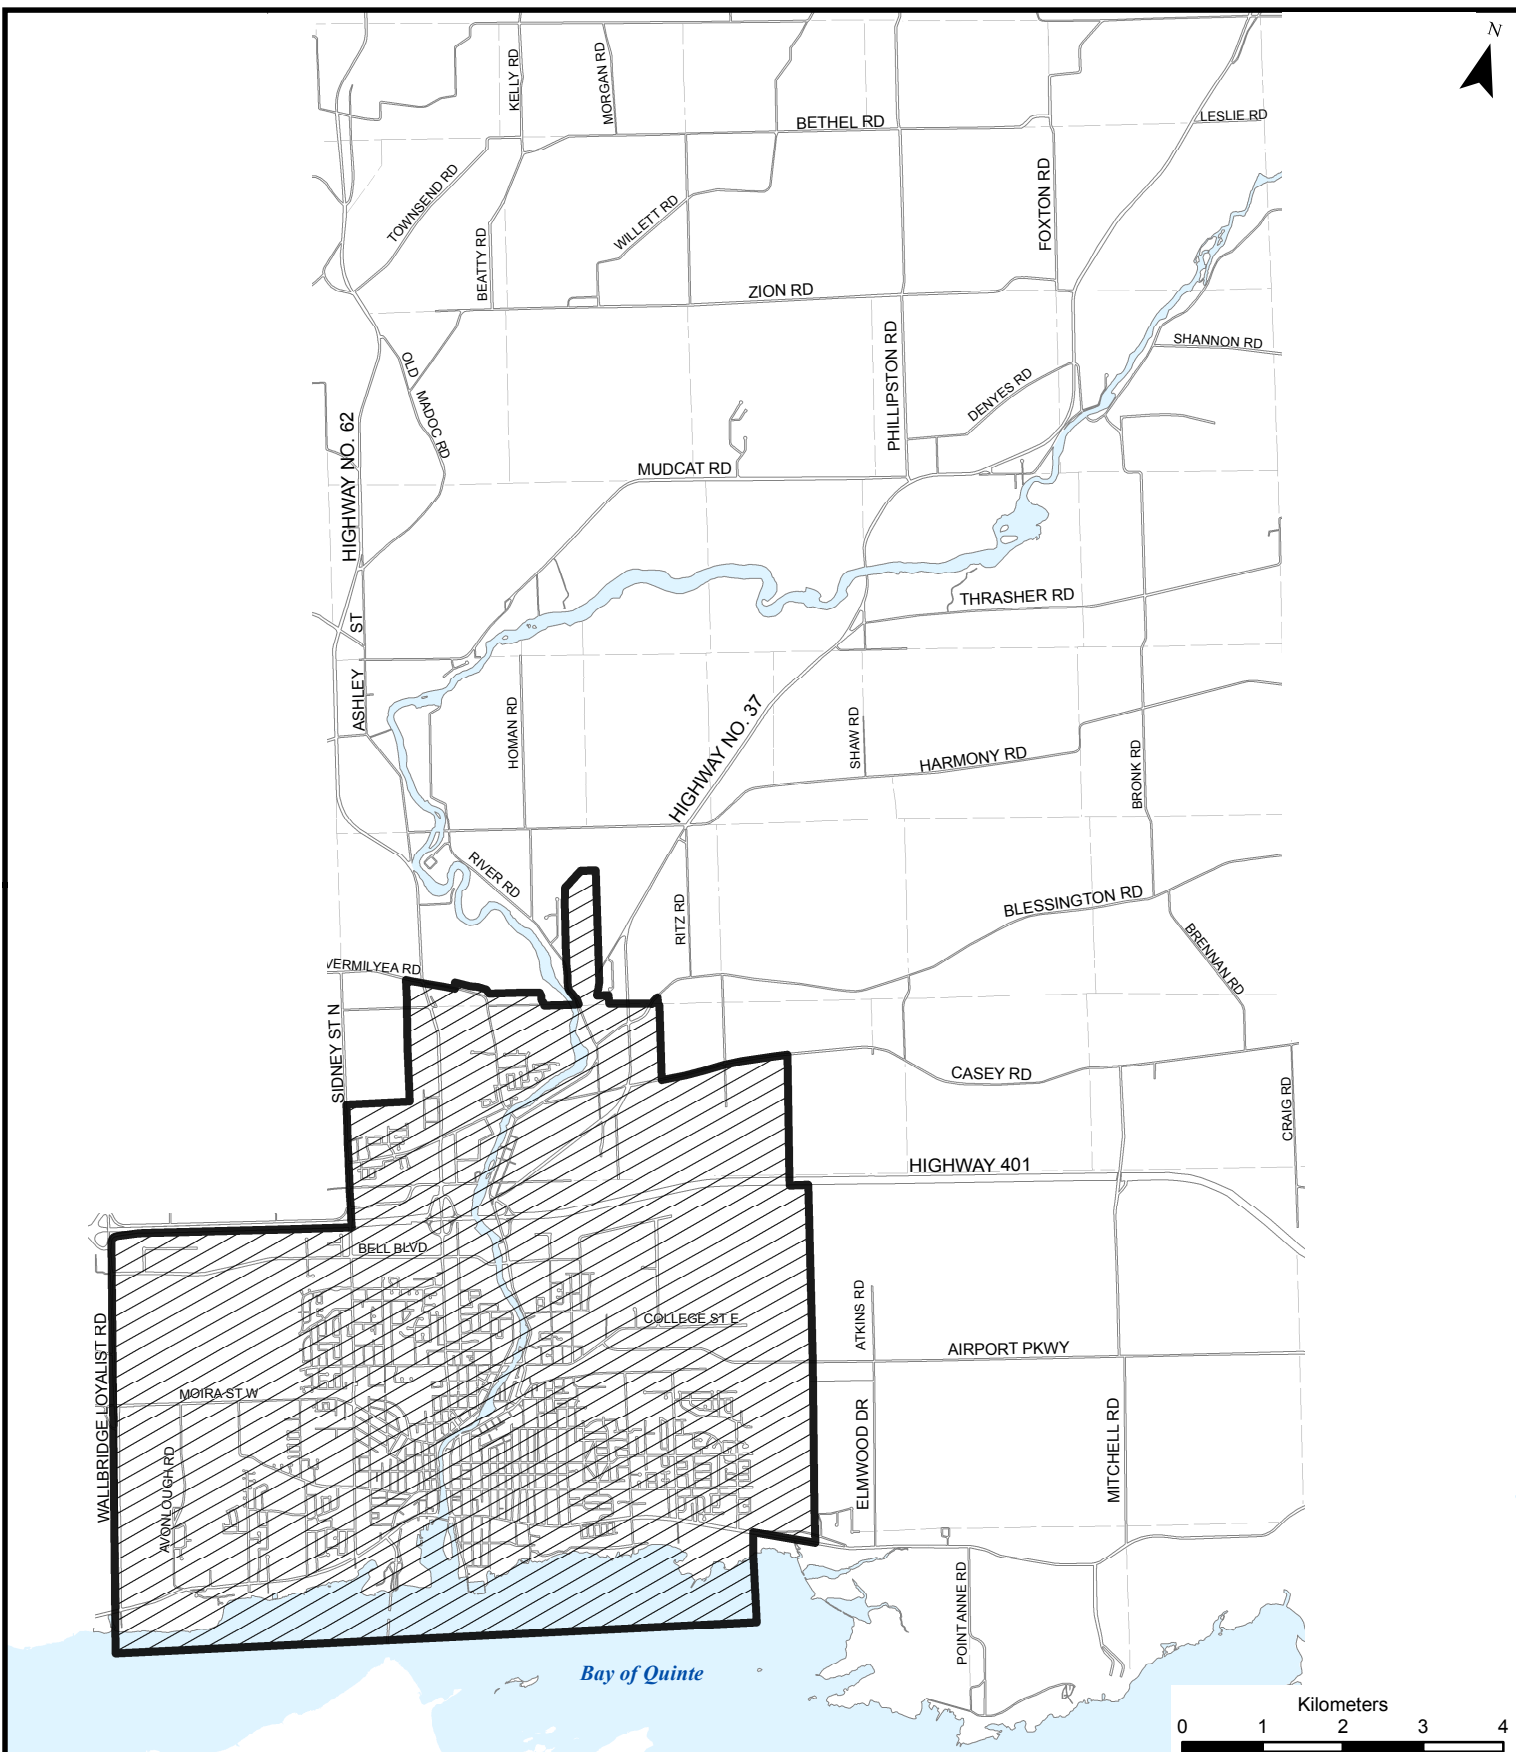 N
KELLY RD
MORGAN RD
LESLIE RD
BETHEL RD
TOWNSEND RD
FOXTON RD
WILLETT RD
BEATTY RD
ZION RD
SHANNON RD
OLD MADOC RD
PHILLIPSTON RD
DENYES RD
HIGHWAY NO. 62
MUDCAT RD
THRASHER RD
ASHLEY ST
HOMAN RD
HIGHWAY NO. 37
SHAW RD
HARMONY RD
BRONK RD
RIVER RD
RITZ RD
BLESSINGTON RD
BRENNAN RD
VERMILYEA RD
SIDNEY ST N
CASEY RD
CRAIG RD
HIGHWAY 401
BELL BLVD
ATKINS RD
COLLEGE ST E
WALLBRIDGE LOYALIST RD
AIRPORT PKWY
MOIRA ST W
ELMWOOD DR
MITCHELL RD
AVONLOUGH RD
POINT ANNE RD
Bay of Quinte
Kilometers
0 1 2 3 4